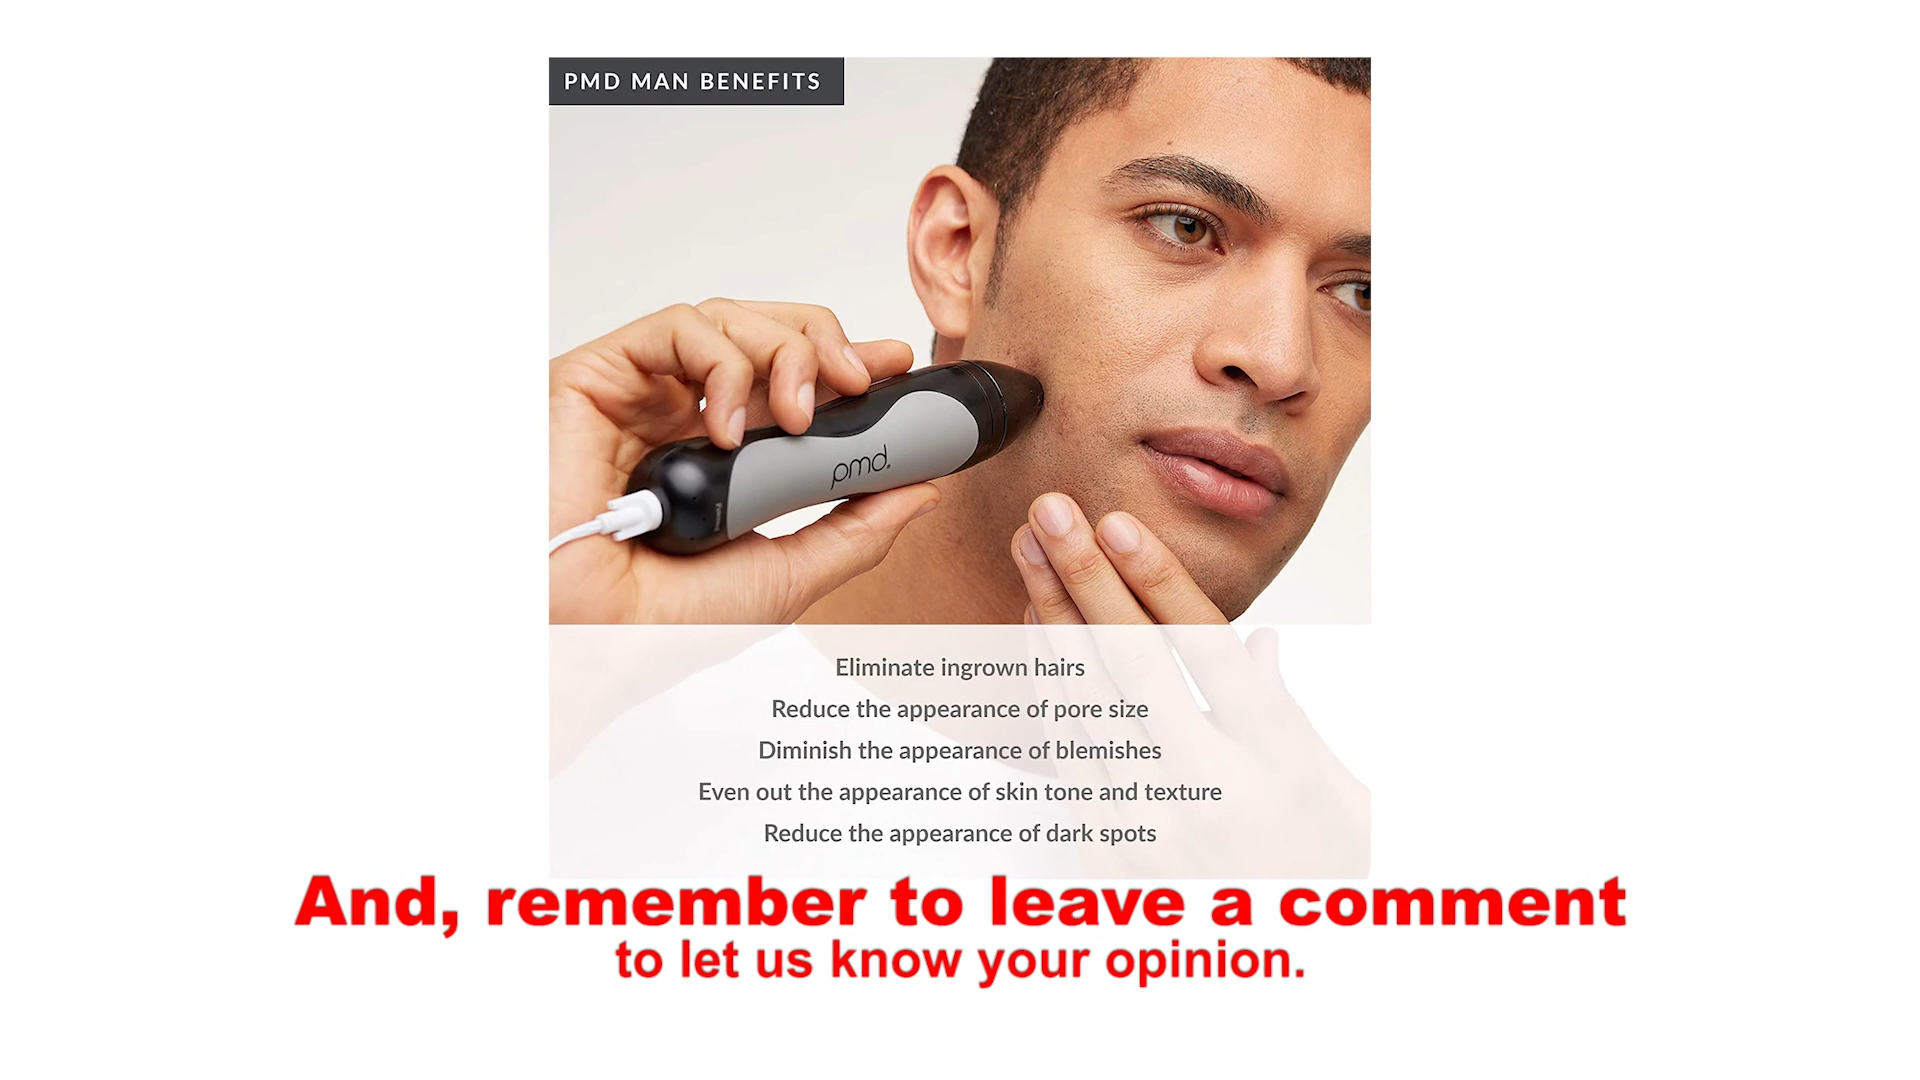 PMD MAN BENEFITS
pmd.
Eliminate ingrown hairs
Reduce the appearance of pore size
Diminish the appearance of blemishes
Even out the appearance of skin tone and texture
Reduce the appearance of dark spots
And, remember to leave a comment
to let us know your opinion.